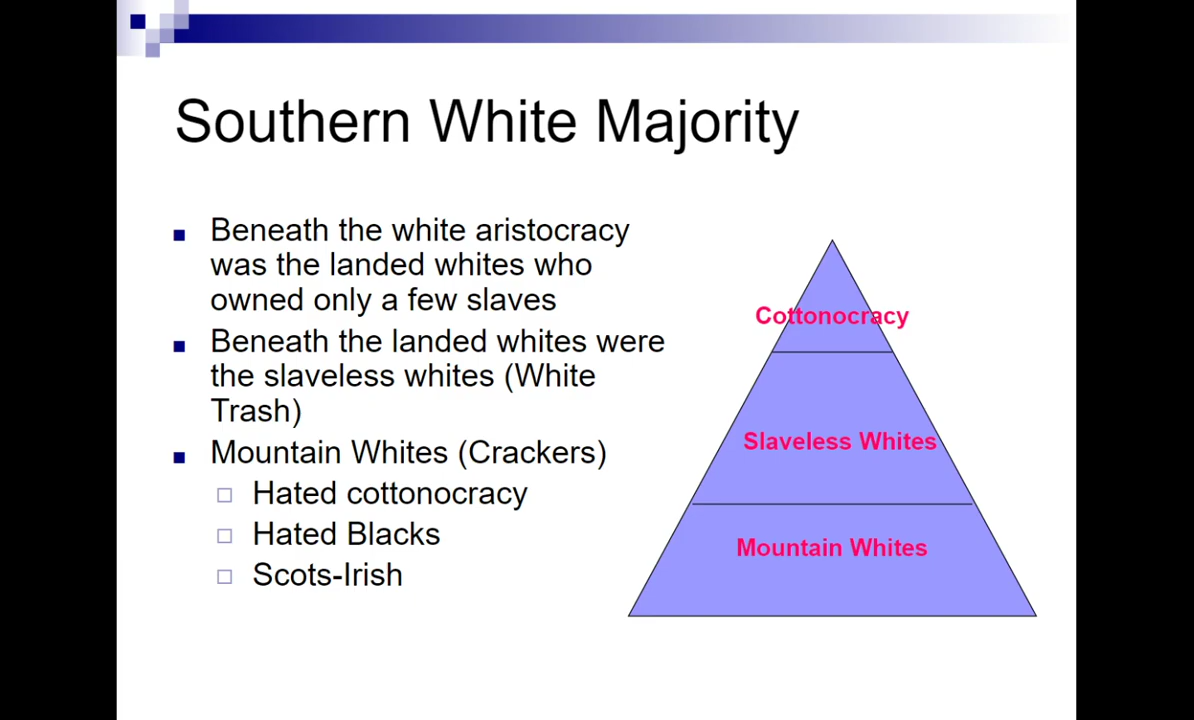 Southern White Majority
Beneath the white aristocracy
was the landed whites who
owned only a few slaves
Beneath the landed whites were
the slaveless whites (White
Trash)
Mountain Whites (Crackers)
Hated cottonocracy
Hated Blacks
Scots-Irish
Cottonocracy
Slaveless Whites
Mountain Whites